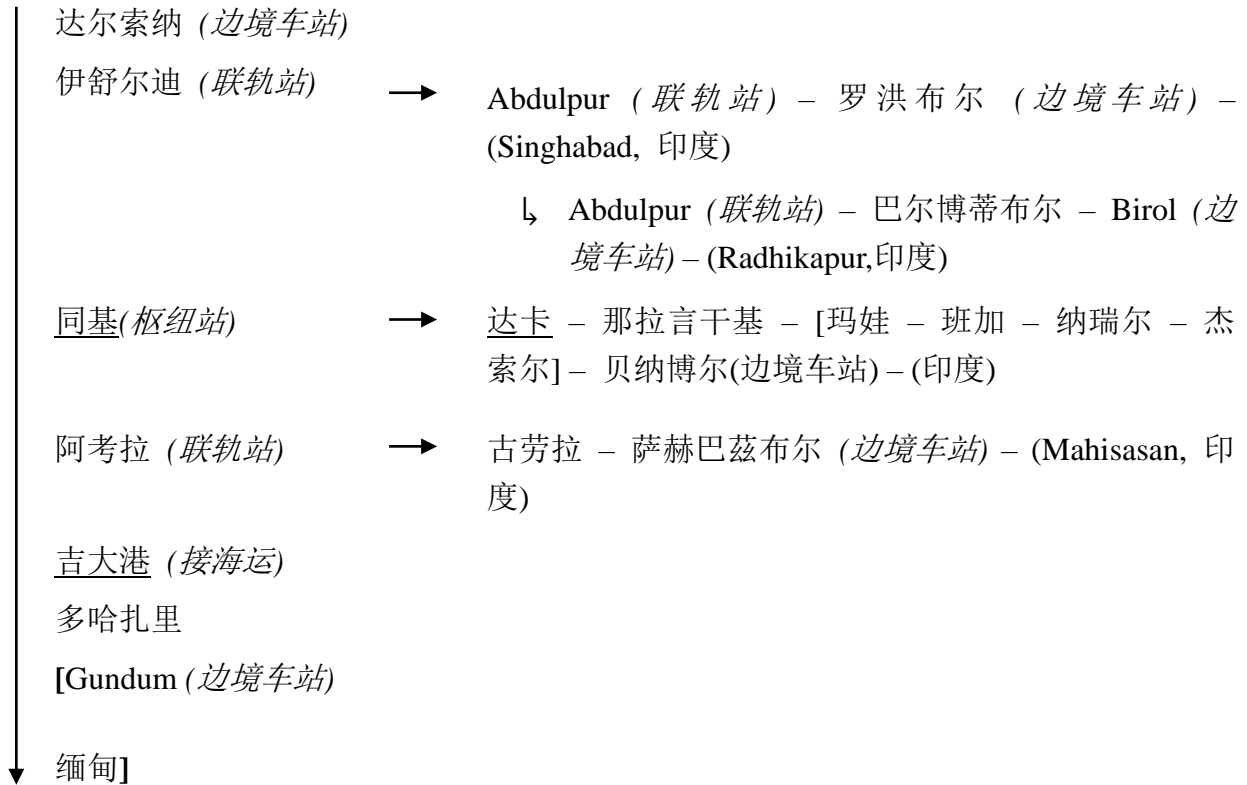 达尔索纳 (边境车站)
伊舒尔迪 (联轨站) → Abdulpur (联轨站) – 罗洪布尔 (边境车站) –
(Singhabad, 印度)
↳ Abdulpur (联轨站) – 巴尔博蒂布尔 – Birol (边
境车站) – (Radhikapur,印度)
同基(枢纽站) → 达卡 – 那拉言干基 – [玛娃 – 班加 – 纳瑞尔 – 杰
索尔] – 贝纳博尔(边境车站) – (印度)
阿考拉 (联轨站) → 古劳拉 – 萨赫巴兹布尔 (边境车站) – (Mahisasan, 印
度)
吉大港 (接海运)
多哈扎里
[Gundum (边境车站)
缅甸]